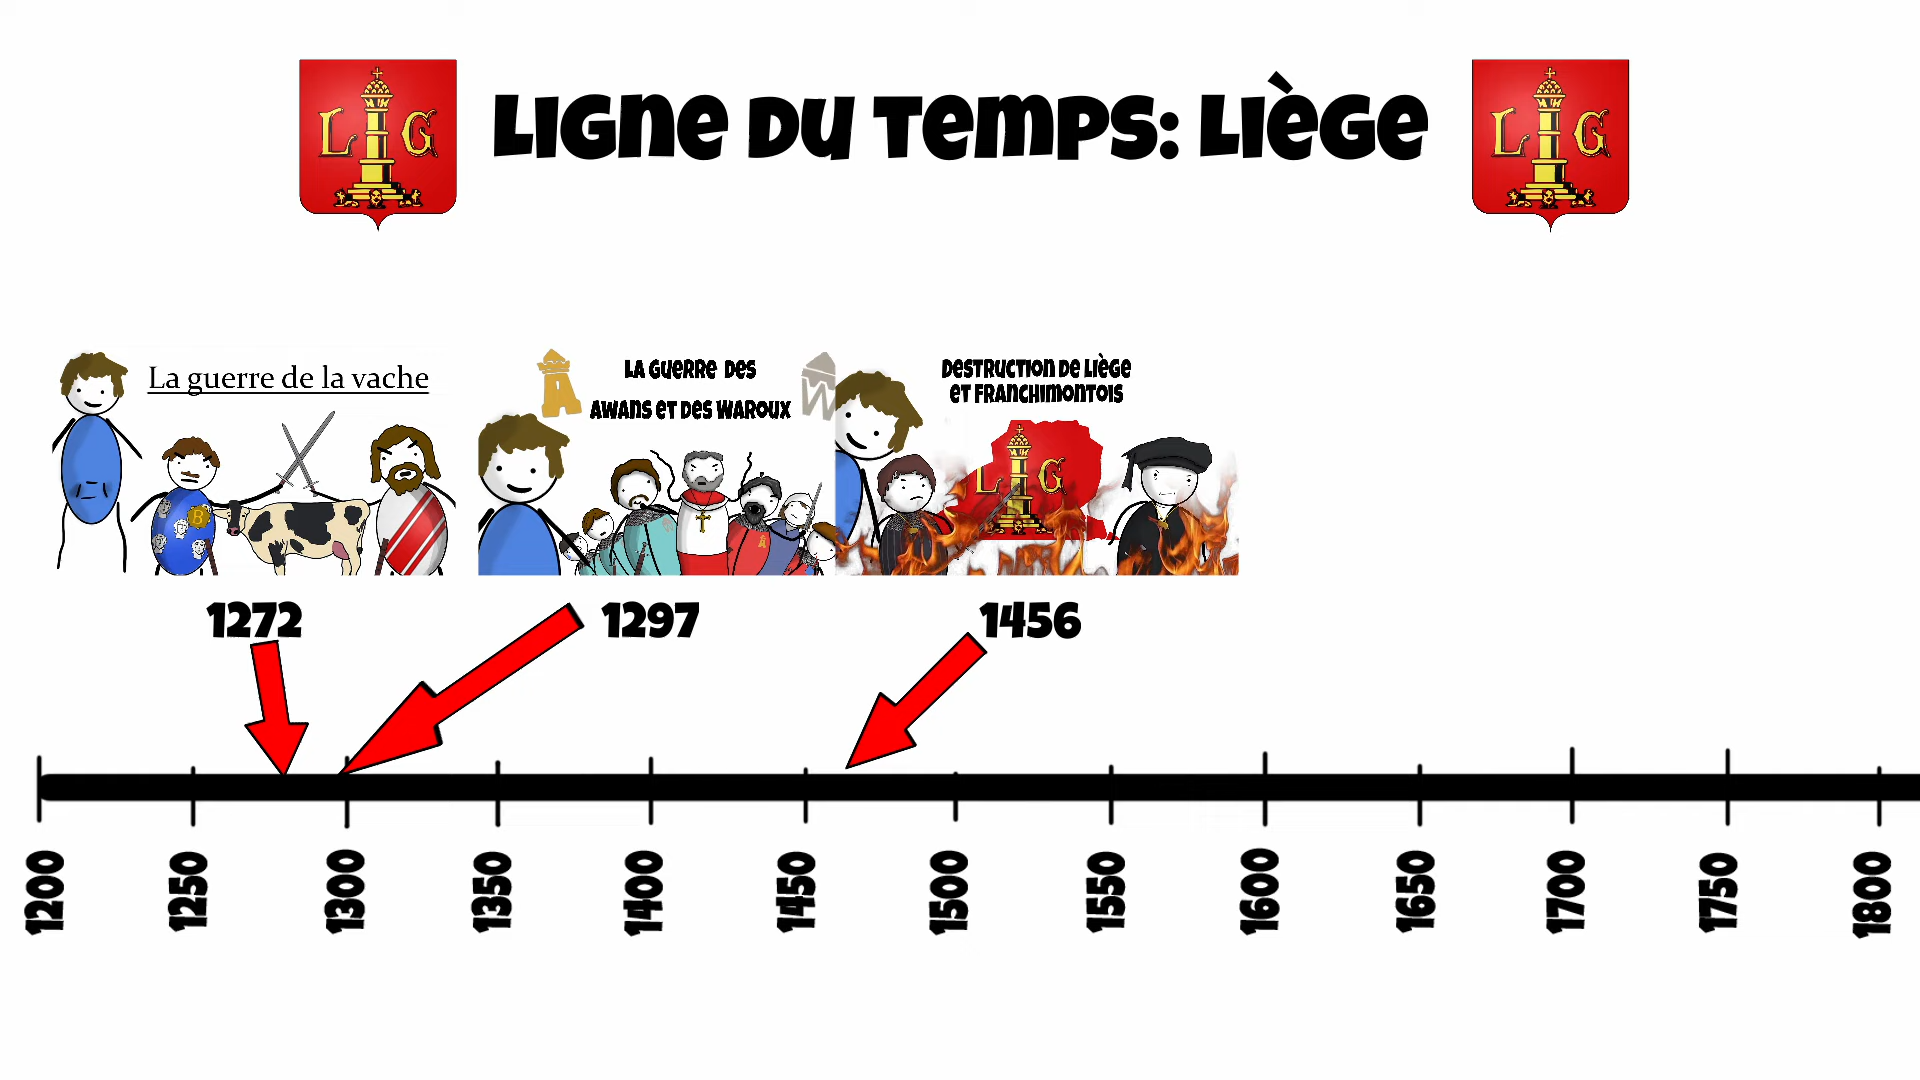 L G
Ligne du Temps: Liège
L G
La guerre de la vache
B
La Guerre des
Awans et des Waroux
A
W
Destruction de Liège
et Franchimontois
L G
1272
1297
1456
1200
1250
1300
1350
1400
1450
1500
1550
1600
1650
1700
1750
1800